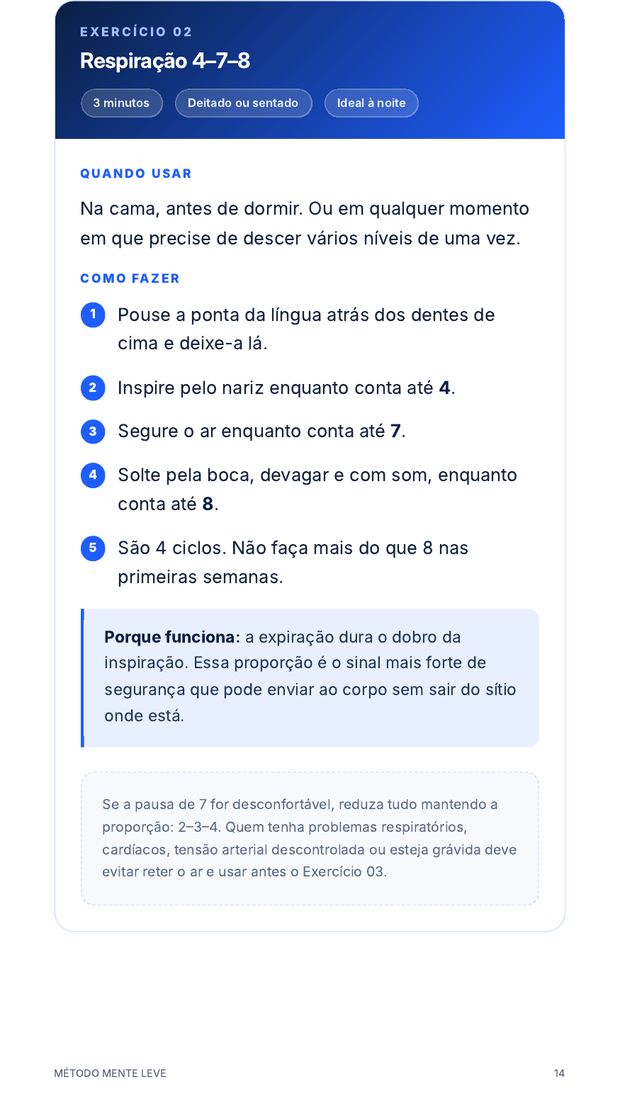 EXERCÍCIO 02
Respiração 4–7–8
3 minutos
Deitado ou sentado
Ideal à noite
QUANDO USAR
Na cama, antes de dormir. Ou em qualquer momento
em que precise de descer vários níveis de uma vez.
COMO FAZER
1 Pouse a ponta da língua atrás dos dentes de
cima e deixe-a lá.
2 Inspire pelo nariz enquanto conta até 4.
3 Segure o ar enquanto conta até 7.
4 Solte pela boca, devagar e com som, enquanto
conta até 8.
5 São 4 ciclos. Não faça mais do que 8 nas
primeiras semanas.
Porque funciona: a expiração dura o dobro da
inspiração. Essa proporção é o sinal mais forte de
segurança que pode enviar ao corpo sem sair do sítio
onde está.
Se a pausa de 7 for desconfortável, reduza tudo mantendo a
proporção: 2–3–4. Quem tenha problemas respiratórios,
cardíacos, tensão arterial descontrolada ou esteja grávida deve
evitar reter o ar e usar antes o Exercício 03.
MÉTODO MENTE LEVE
14